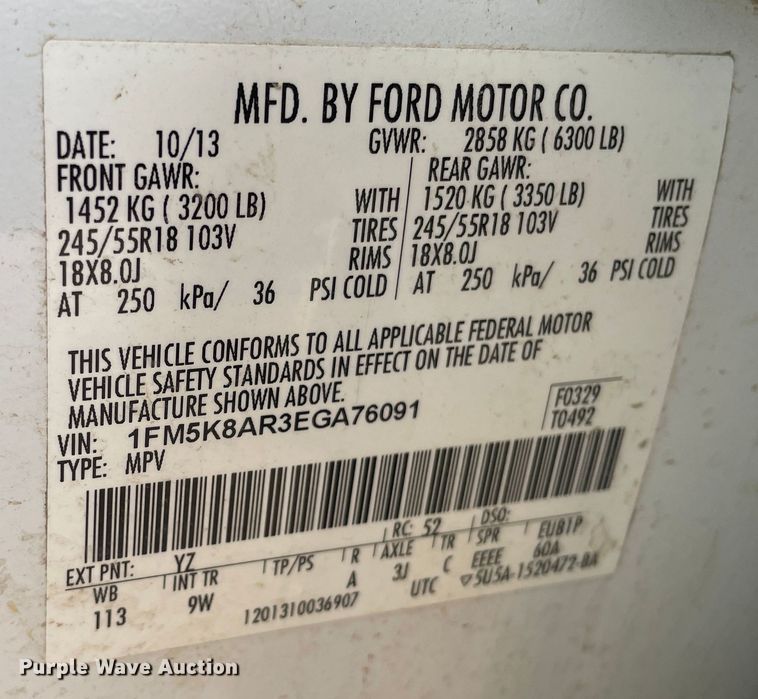 MFD. BY FORD MOTOR CO.
DATE: 10/13 GVWR: 2858 KG ( 6300 LB)
FRONT GAWR: REAR GAWR:
1452 KG ( 3200 LB) WITH 1520 KG ( 3350 LB) WITH
245/55R18 103V TIRES 245/55R18 103V TIRES
18X8.0J RIMS 18X8.0J RIMS
AT 250 kPa/ 36 PSI COLD AT 250 kPa/ 36 PSI COLD
THIS VEHICLE CONFORMS TO ALL APPLICABLE FEDERAL MOTOR
VEHICLE SAFETY STANDARDS IN EFFECT ON THE DATE OF
MANUFACTURE SHOWN ABOVE.
VIN: 1FM5K8AR3EGA76091 F0329
TYPE: MPV T0492
EXT PNT: YZ RC: 52 DSO:
WB INT TR TP/PS R AXLE TR SPR EUB1P
113 9W A 3J C EEEE 60A
1201310036907 UTC 5U5A-1520472-BA
Purple Wave Auction